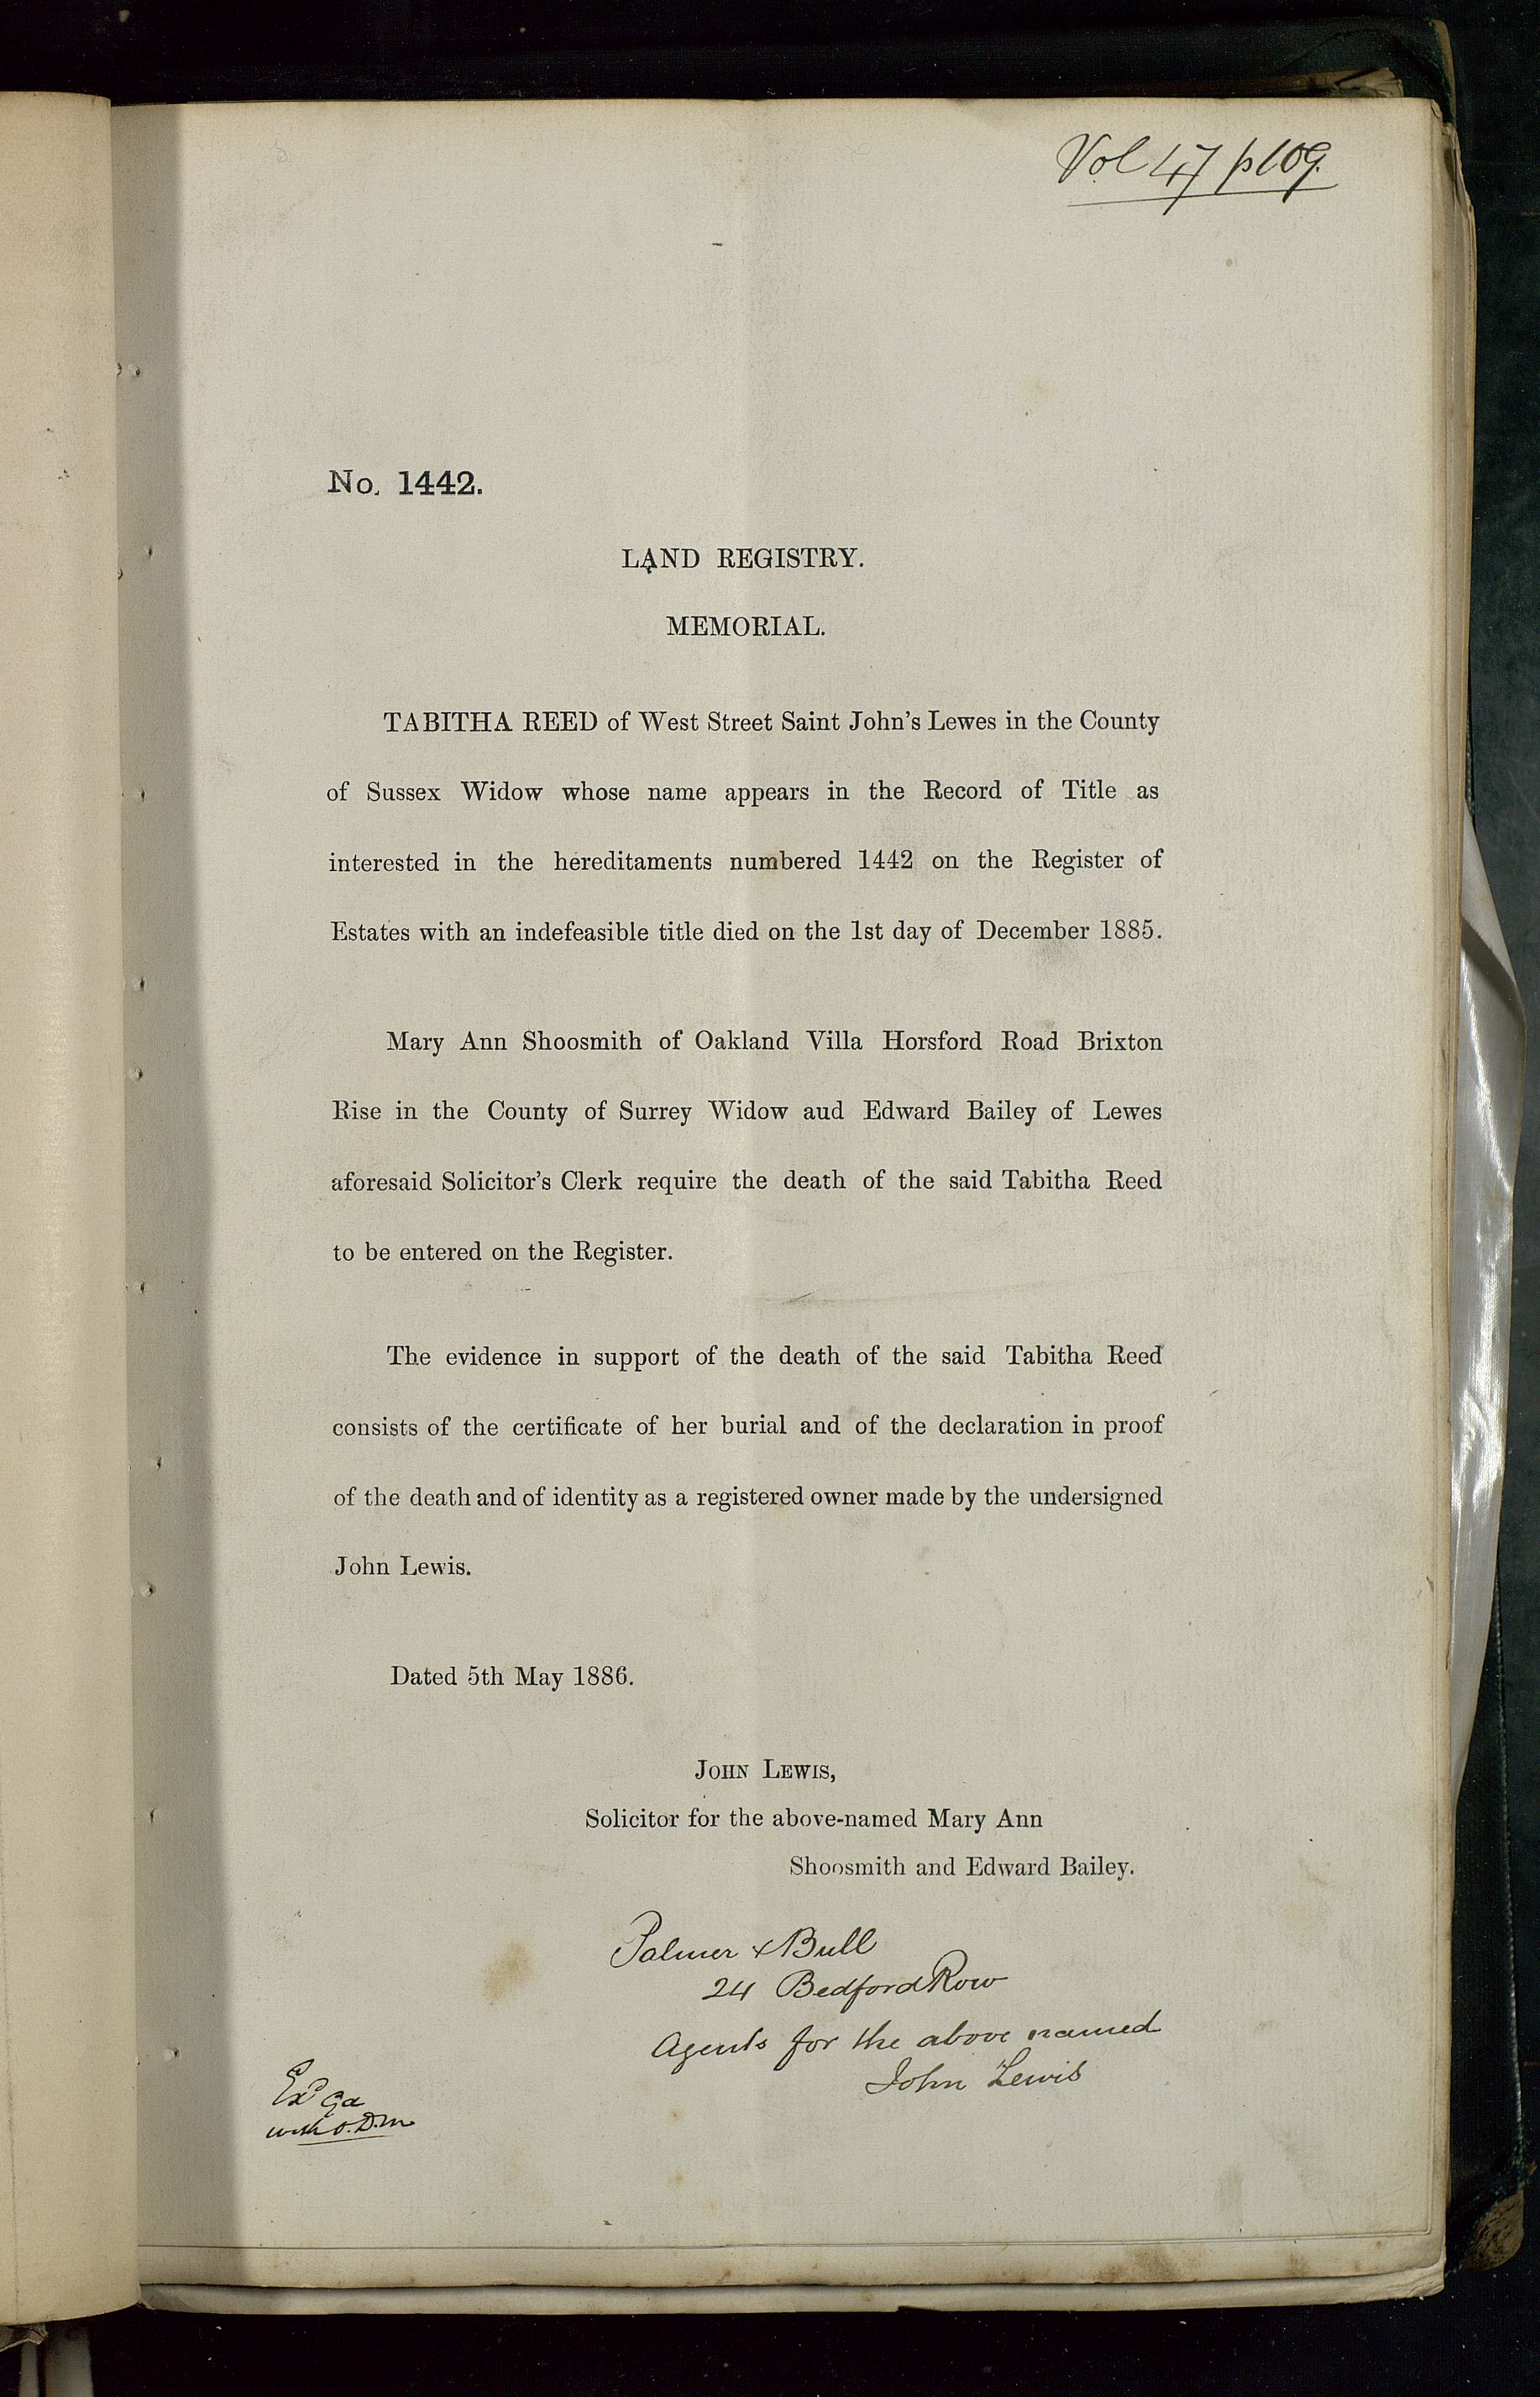 Vol 47 p109.
No. 1442.
LAND REGISTRY.
MEMORIAL.
TABITHA REED of West Street Saint John's Lewes in the County
of Sussex Widow whose name appears in the Record of Title as
interested in the hereditaments numbered 1442 on the Register of
Estates with an indefeasible title died on the 1st day of December 1885.
Mary Ann Shoosmith of Oakland Villa Horsford Road Brixton
Rise in the County of Surrey Widow aud Edward Bailey of Lewes
aforesaid Solicitor's Clerk require the death of the said Tabitha Reed
to be entered on the Register.
The evidence in support of the death of the said Tabitha Reed
consists of the certificate of her burial and of the declaration in proof
of the death and of identity as a registered owner made by the undersigned
John Lewis.
Dated 5th May 1886.
JOHN LEWIS,
Solicitor for the above-named Mary Ann
Shoosmith and Edward Bailey.
Palmer & Bull
24 Bedford Row
Agents for the above named
John Lewis
Exd
with